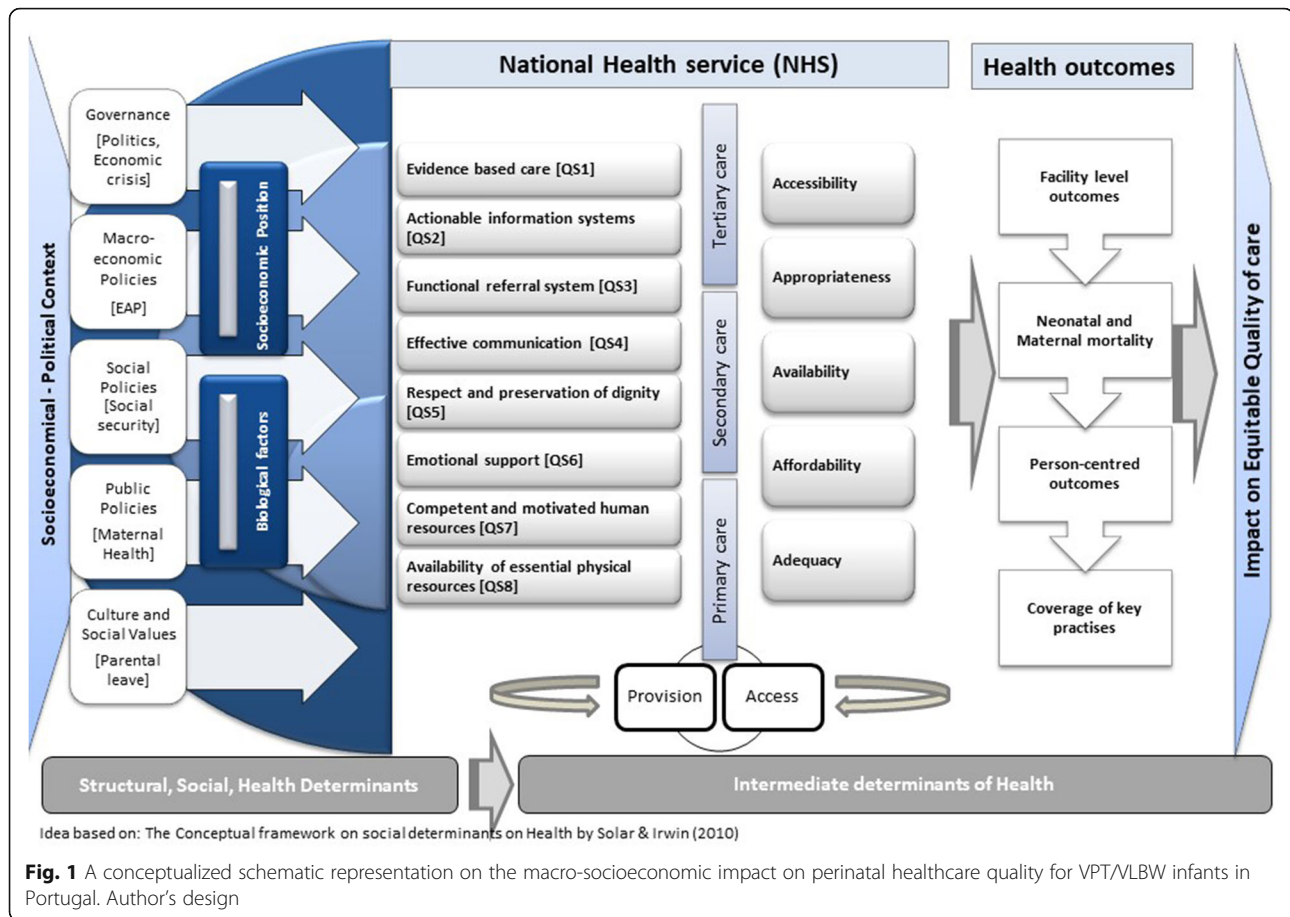 National Health service (NHS)
Health outcomes
Socioeconomical - Political Context
Governance
[Politics,
Economic
crisis]
Macro-
economic
Policies
[EAP]
Social
Policies
[Social
security]
Public
Policies
[Maternal
Health]
Culture and
Social Values
[Parental
leave]
Socioeconomic Position
Biological factors
Evidence based care [QS1]
Actionable information systems
[QS2]
Functional referral system [QS3]
Effective communication [QS4]
Respect and preservation of dignity
[QS5]
Emotional support [QS6]
Competent and motivated human
resources [QS7]
Availability of essential physical
resources [QS8]
Tertiary care
Secondary care
Primary care
Accessibility
Appropriateness
Availability
Affordability
Adequacy
Provision
Access
Facility level
outcomes
Neonatal and
Maternal mortality
Person-centred
outcomes
Coverage of key
practises
Impact on Equitable Quality of care
Structural, Social, Health Determinants
Intermediate determinants of Health
Idea based on: The Conceptual framework on social determinants on Health by Solar & Irwin (2010)
Fig. 1 A conceptualized schematic representation on the macro-socioeconomic impact on perinatal healthcare quality for VPT/VLBW infants in
Portugal. Author's design